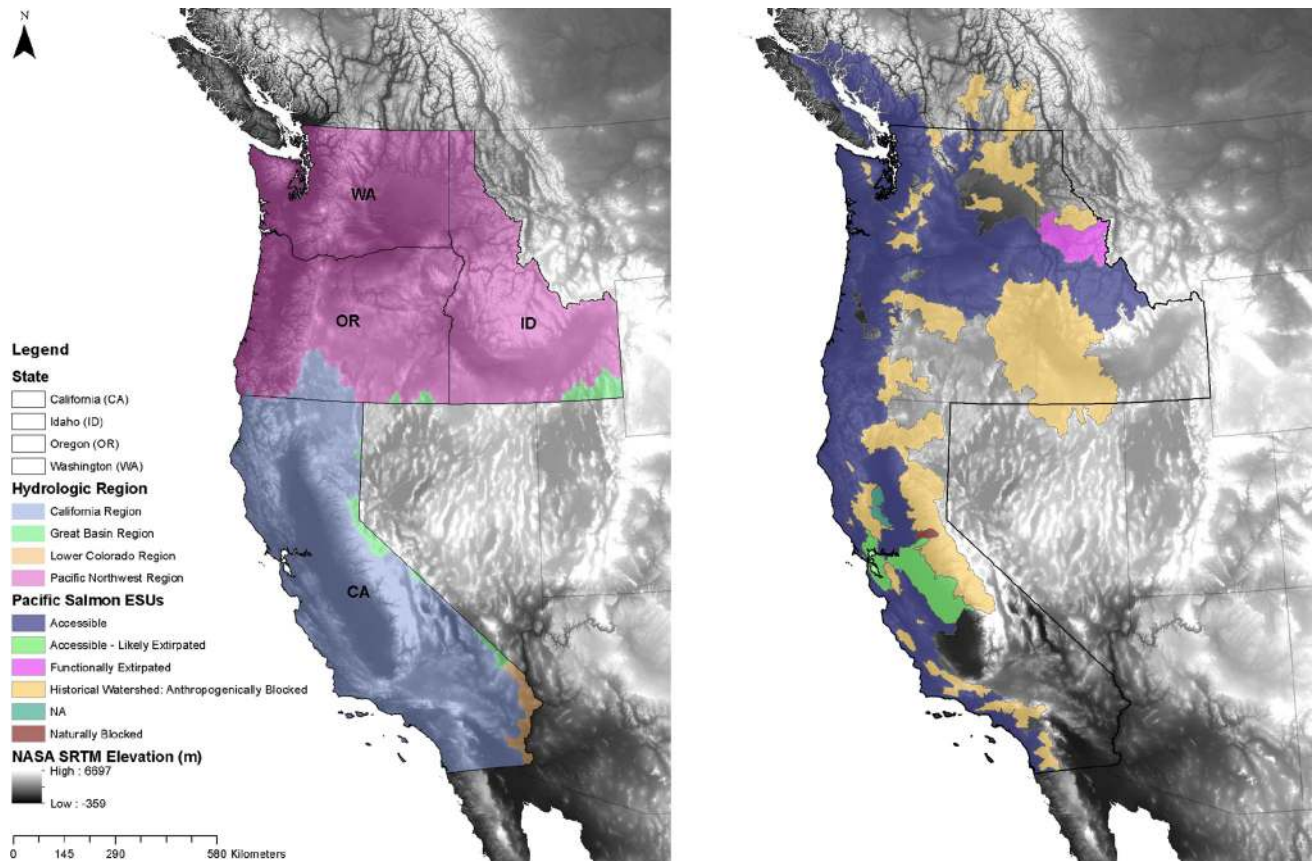 N
WA
OR
ID
CA
Legend
State
California (CA)
Idaho (ID)
Oregon (OR)
Washington (WA)
Hydrologic Region
California Region
Great Basin Region
Lower Colorado Region
Pacific Northwest Region
Pacific Salmon ESUs
Accessible
Accessible - Likely Extirpated
Functionally Extirpated
Historical Watershed: Anthropogenically Blocked
NA
Naturally Blocked
NASA SRTM Elevation (m)
High : 6697
Low : -359
0 145 290 580 Kilometers